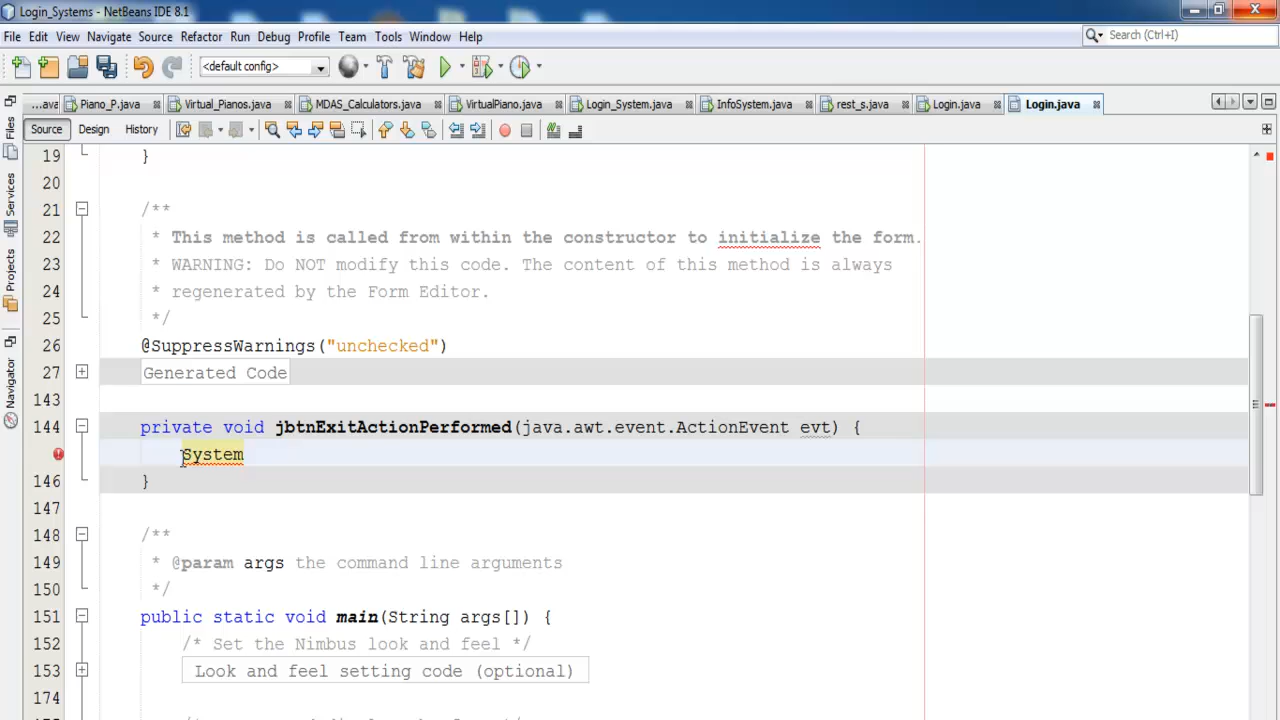 Login_Systems - NetBeans IDE 8.1
File Edit View Navigate Source Refactor Run Debug Profile Team Tools Window Help
Search (Ctrl+I)
<default config>
...ava Piano_P.java Virtual_Pianos.java MDAS_Calculators.java VirtualPiano.java Login_System.java InfoSystem.java rest_s.java Login.java Login.java
Source Design History
Files
Services
Projects
Navigator
19 }
20
21 /**
22 * This method is called from within the constructor to initialize the form.
23 * WARNING: Do NOT modify this code. The content of this method is always
24 * regenerated by the Form Editor.
25 */
26 @SuppressWarnings("unchecked")
27 Generated Code
143
144 private void jbtnExitActionPerformed(java.awt.event.ActionEvent evt) {
System
146 }
147
148 /**
149 * @param args the command line arguments
150 */
151 public static void main(String args[]) {
152 /* Set the Nimbus look and feel */
153 Look and feel setting code (optional)
174